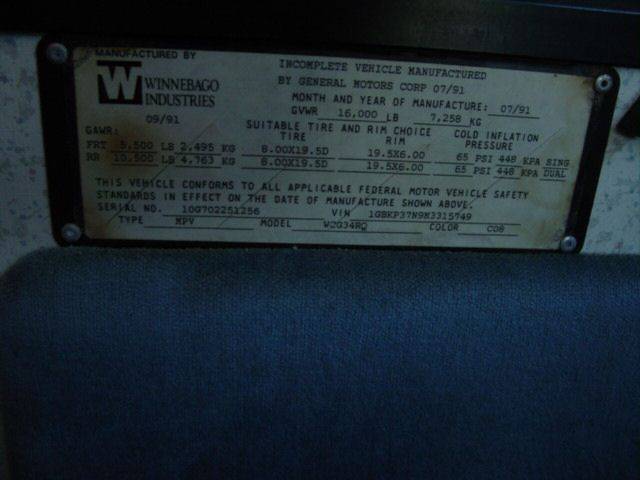 MANUFACTURED BY
W WINNEBAGO
INDUSTRIES
09/91
INCOMPLETE VEHICLE MANUFACTURED
BY GENERAL MOTORS CORP 07/91
MONTH AND YEAR OF MANUFACTURE: 07/91
GVWR 16,000 LB 7,258 KG
GAWR: SUITABLE TIRE AND RIM CHOICE COLD INFLATION
TIRE RIM PRESSURE
FRT 5,500 LB 2,495 KG 8.00X19.5D 19.5X6.00 65 PSI 448 KPA SING
RR 10,500 LB 4,763 KG 8.00X19.5D 19.5X6.00 65 PSI 448 KPA DUAL
THIS VEHICLE CONFORMS TO ALL APPLICABLE FEDERAL MOTOR VEHICLE SAFETY
STANDARDS IN EFFECT ON THE DATE OF MANUFACTURE SHOWN ABOVE.
SERIAL NO. 10G702251256 VIN 1GBKP37N9M3315749
TYPE MPV MODEL W2G34RQ COLOR C08